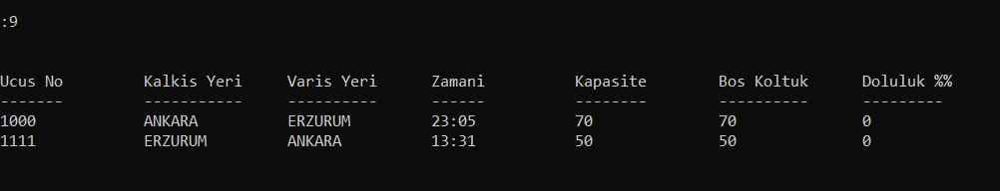 :9
Ucus No Kalkis Yeri Varis Yeri Zamani Kapasite Bos Koltuk Doluluk %%
------- ----------- ---------- ------ -------- ---------- ---------
1000 ANKARA ERZURUM 23:05 70 70 0
1111 ERZURUM ANKARA 13:31 50 50 0